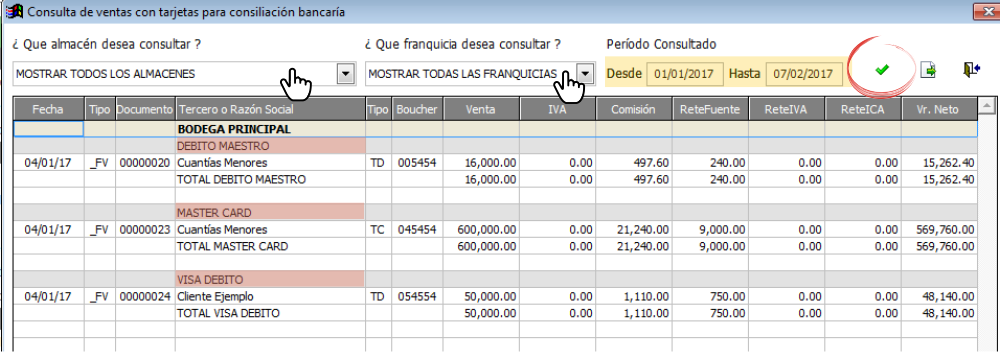 Consulta de ventas con tarjetas para consiliación bancaría
¿ Que almacén desea consultar ? ¿ Que franquicia desea consultar ? Período Consultado
MOSTRAR TODOS LOS ALMACENES MOSTRAR TODAS LAS FRANQUICIAS Desde 01/01/2017 Hasta 07/02/2017
Fecha Tipo Documento Tercero o Razón Social Tipo Boucher Venta IVA Comisión ReteFuente ReteIVA ReteICA Vr. Neto
BODEGA PRINCIPAL
DEBITO MAESTRO
04/01/17 _FV 00000020 Cuantías Menores TD 005454 16,000.00 0.00 497.60 240.00 0.00 0.00 15,262.40
TOTAL DEBITO MAESTRO 16,000.00 0.00 497.60 240.00 0.00 0.00 15,262.40
MASTER CARD
04/01/17 _FV 00000023 Cuantías Menores TC 045454 600,000.00 0.00 21,240.00 9,000.00 0.00 0.00 569,760.00
TOTAL MASTER CARD 600,000.00 0.00 21,240.00 9,000.00 0.00 0.00 569,760.00
VISA DEBITO
04/01/17 _FV 00000024 Cliente Ejemplo TD 054554 50,000.00 0.00 1,110.00 750.00 0.00 0.00 48,140.00
TOTAL VISA DEBITO 50,000.00 0.00 1,110.00 750.00 0.00 0.00 48,140.00